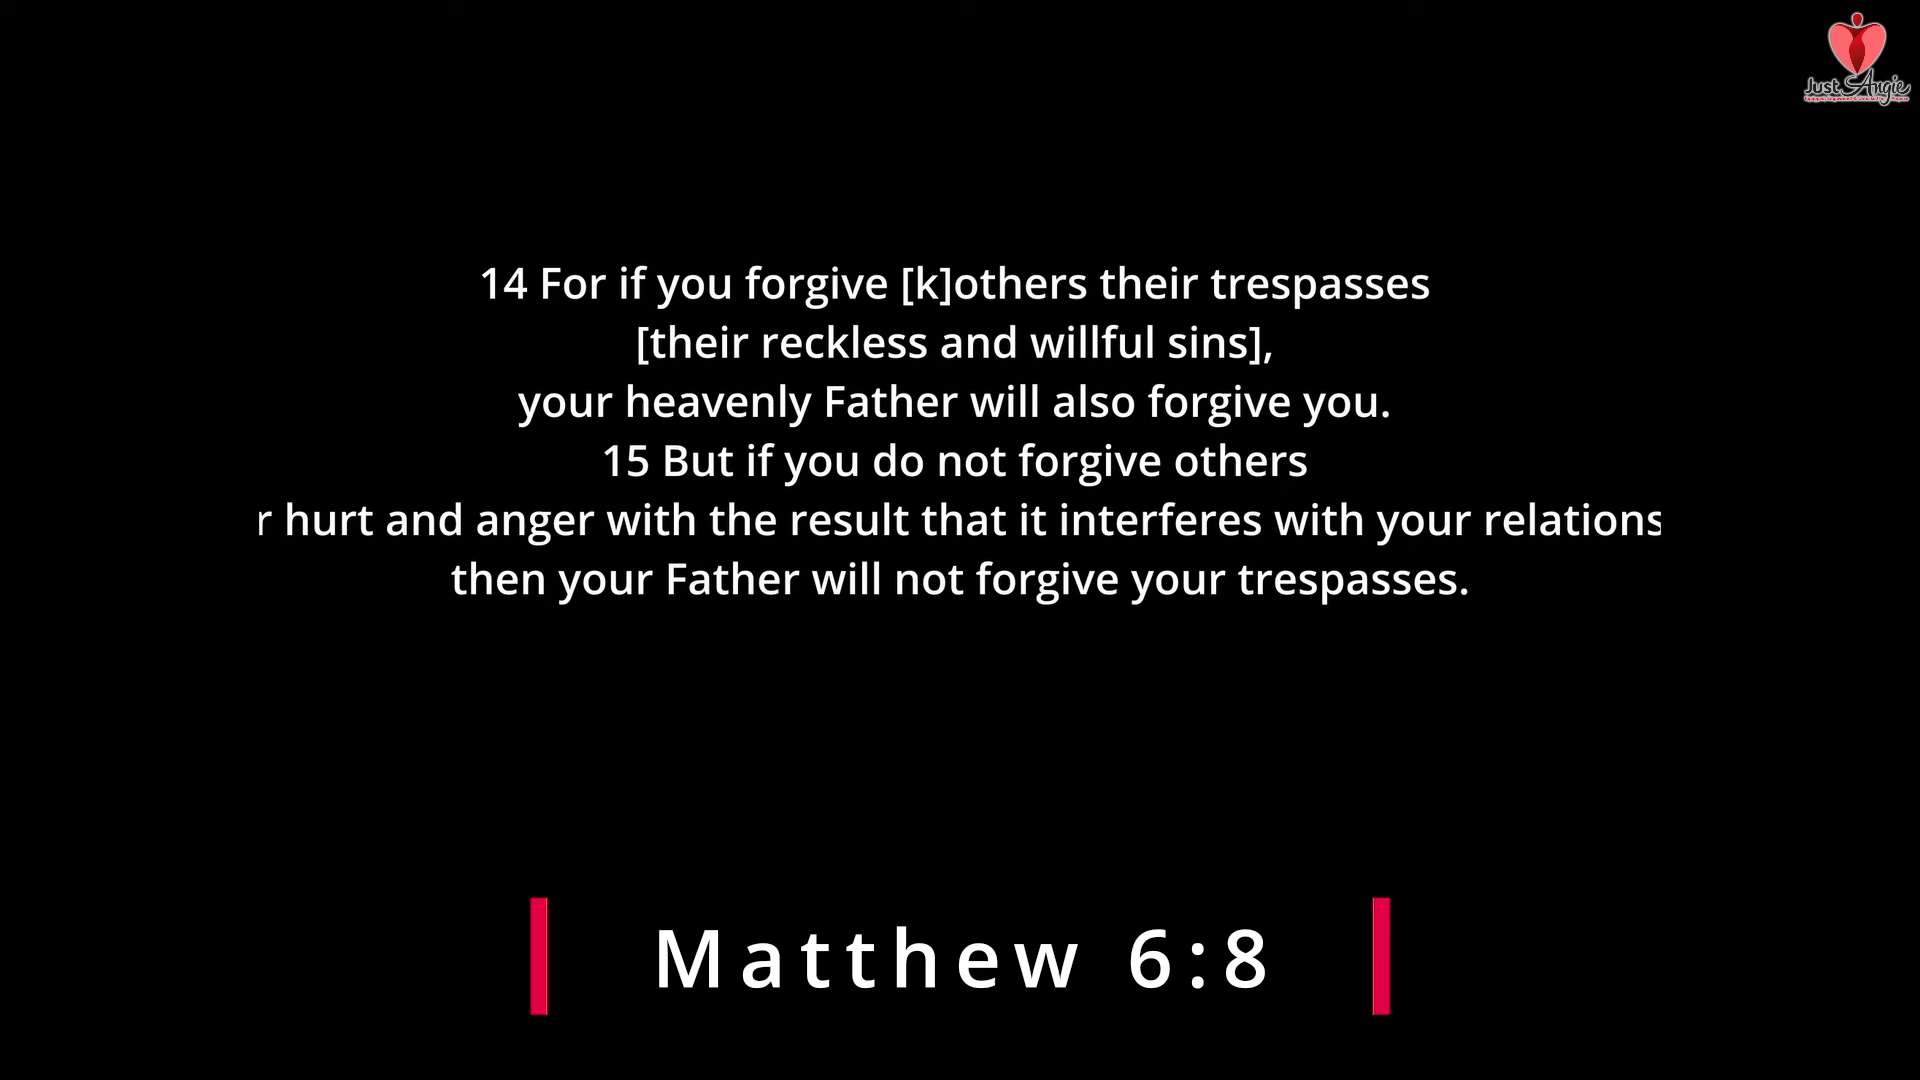 Just Angie
14 For if you forgive [k]others their trespasses
[their reckless and willful sins],
your heavenly Father will also forgive you.
15 But if you do not forgive others
r hurt and anger with the result that it interferes with your relations
then your Father will not forgive your trespasses.
Matthew 6:8